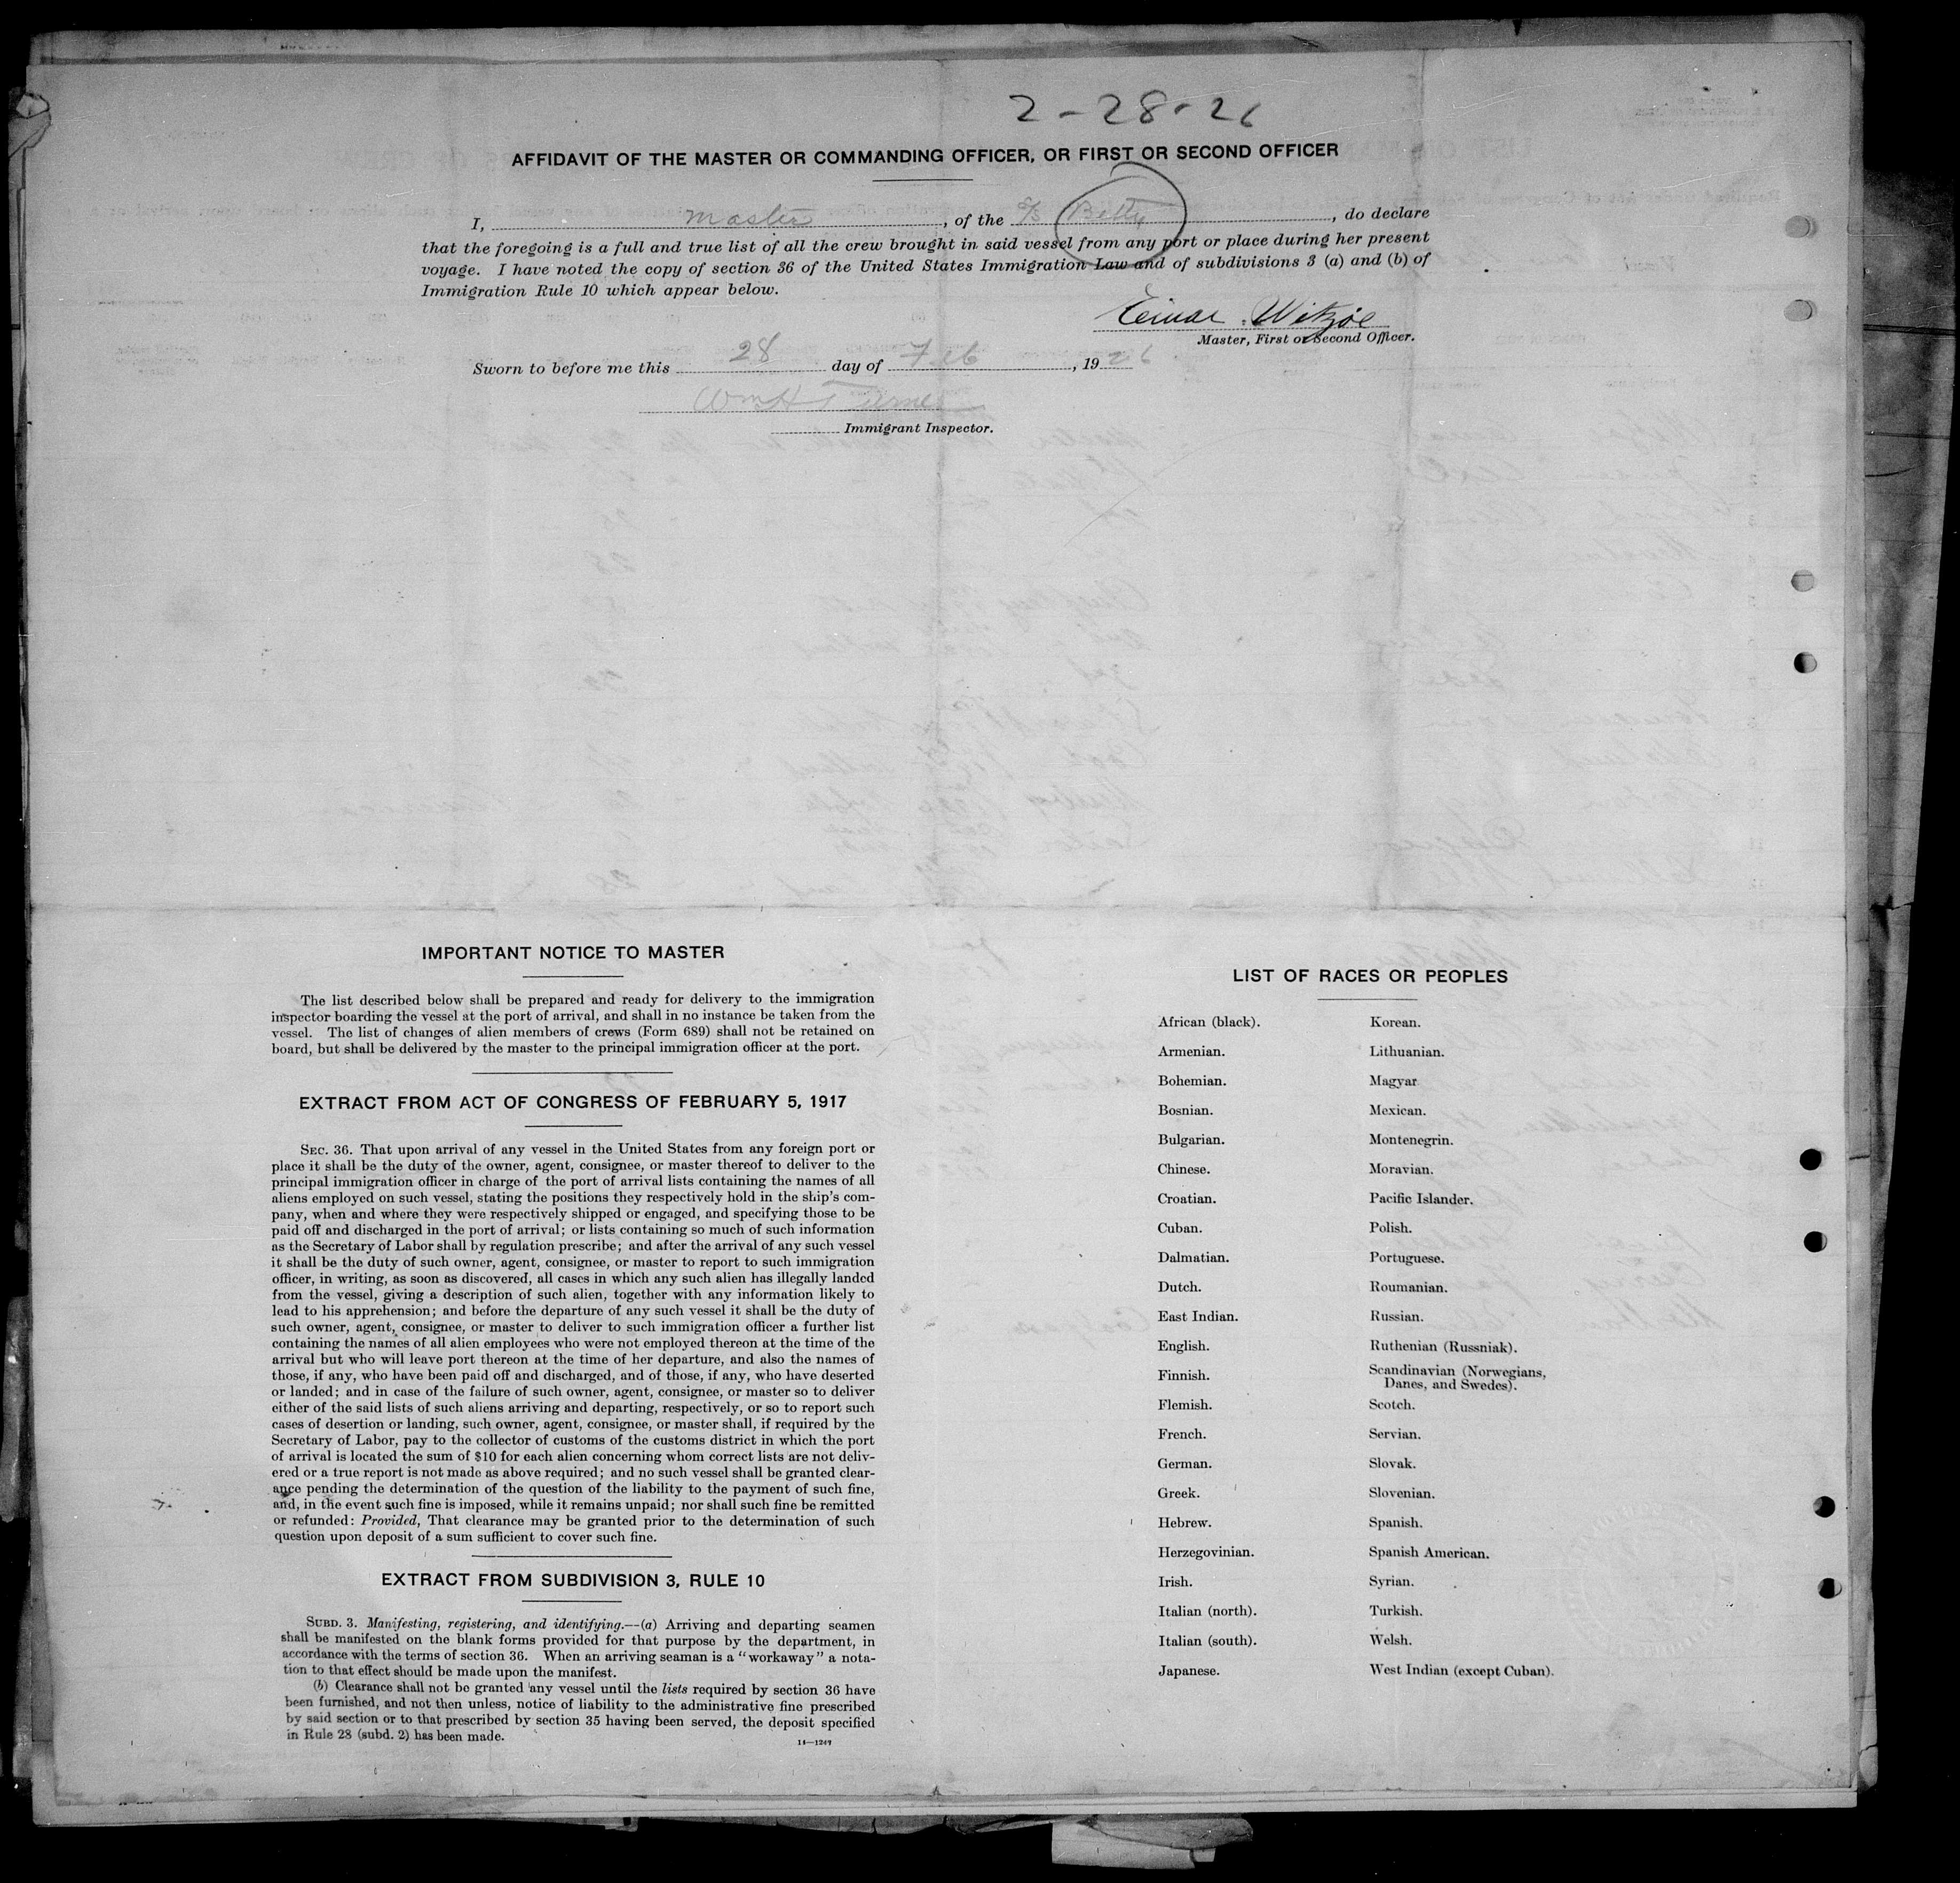 2-28-26
AFFIDAVIT OF THE MASTER OR COMMANDING OFFICER, OR FIRST OR SECOND OFFICER
I, master, of the S/S Betty, do declare
that the foregoing is a full and true list of all the crew brought in said vessel from any port or place during her present
voyage. I have noted the copy of section 36 of the United States Immigration Law and of subdivisions 3 (a) and (b) of
Immigration Rule 10 which appear below.
Einar
Master, First or Second Officer.
Sworn to before me this 28 day of Feb, 1926
Wm H
Immigrant Inspector.
IMPORTANT NOTICE TO MASTER
The list described below shall be prepared and ready for delivery to the immigration
inspector boarding the vessel at the port of arrival, and shall in no instance be taken from the
vessel. The list of changes of alien members of crews (Form 689) shall not be retained on
board, but shall be delivered by the master to the principal immigration officer at the port.
EXTRACT FROM ACT OF CONGRESS OF FEBRUARY 5, 1917
SEC. 36. That upon arrival of any vessel in the United States from any foreign port or
place it shall be the duty of the owner, agent, consignee, or master thereof to deliver to the
principal immigration officer in charge of the port of arrival lists containing the names of all
aliens employed on such vessel, stating the positions they respectively hold in the ship's com-
pany, when and where they were respectively shipped or engaged, and specifying those to be
paid off and discharged in the port of arrival; or lists containing so much of such information
as the Secretary of Labor shall by regulation prescribe; and after the arrival of any such vessel
it shall be the duty of such owner, agent, consignee, or master to report to such immigration
officer, in writing, as soon as discovered, all cases in which any such alien has illegally landed
from the vessel, giving a description of such alien, together with any information likely to
lead to his apprehension; and before the departure of any such vessel it shall be the duty of
such owner, agent, consignee, or master to deliver to such immigration officer a further list
containing the names of all alien employees who were not employed thereon at the time of the
arrival but who will leave port thereon at the time of her departure, and also the names of
those, if any, who have been paid off and discharged, and of those, if any, who have deserted
or landed; and in case of the failure of such owner, agent, consignee, or master so to deliver
either of the said lists of such aliens arriving and departing, respectively, or so to report such
cases of desertion or landing, such owner, agent, consignee, or master shall, if required by the
Secretary of Labor, pay to the collector of customs of the customs district in which the port
of arrival is located the sum of $10 for each alien concerning whom correct lists are not deliv-
ered or a true report is not made as above required; and no such vessel shall be granted clear-
ance pending the determination of the question of the liability to the payment of such fine,
and, in the event such fine is imposed, while it remains unpaid; nor shall such fine be remitted
or refunded: Provided, That clearance may be granted prior to the determination of such
question upon deposit of a sum sufficient to cover such fine.
EXTRACT FROM SUBDIVISION 3, RULE 10
SUBD. 3. Manifesting, registering, and identifying.—(a) Arriving and departing seamen
shall be manifested on the blank forms provided for that purpose by the department, in
accordance with the terms of section 36. When an arriving seaman is a "workaway" a nota-
tion to that effect should be made upon the manifest.
(b) Clearance shall not be granted any vessel until the lists required by section 36 have
been furnished, and not then unless, notice of liability to the administrative fine prescribed
by said section or to that prescribed by section 35 having been served, the deposit specified
in Rule 28 (subd. 2) has been made.
14—1247
LIST OF RACES OR PEOPLES
African (black).
Armenian.
Bohemian.
Bosnian.
Bulgarian.
Chinese.
Croatian.
Cuban.
Dalmatian.
Dutch.
East Indian.
English.
Finnish.
Flemish.
French.
German.
Greek.
Hebrew.
Herzegovinian.
Irish.
Italian (north).
Italian (south).
Japanese.
Korean.
Lithuanian.
Magyar
Mexican.
Montenegrin.
Moravian.
Pacific Islander.
Polish.
Portuguese.
Roumanian.
Russian.
Ruthenian (Russniak).
Scandinavian (Norwegians,
Danes, and Swedes).
Scotch.
Servian.
Slovak.
Slovenian.
Spanish.
Spanish American.
Syrian.
Turkish.
Welsh.
West Indian (except Cuban).